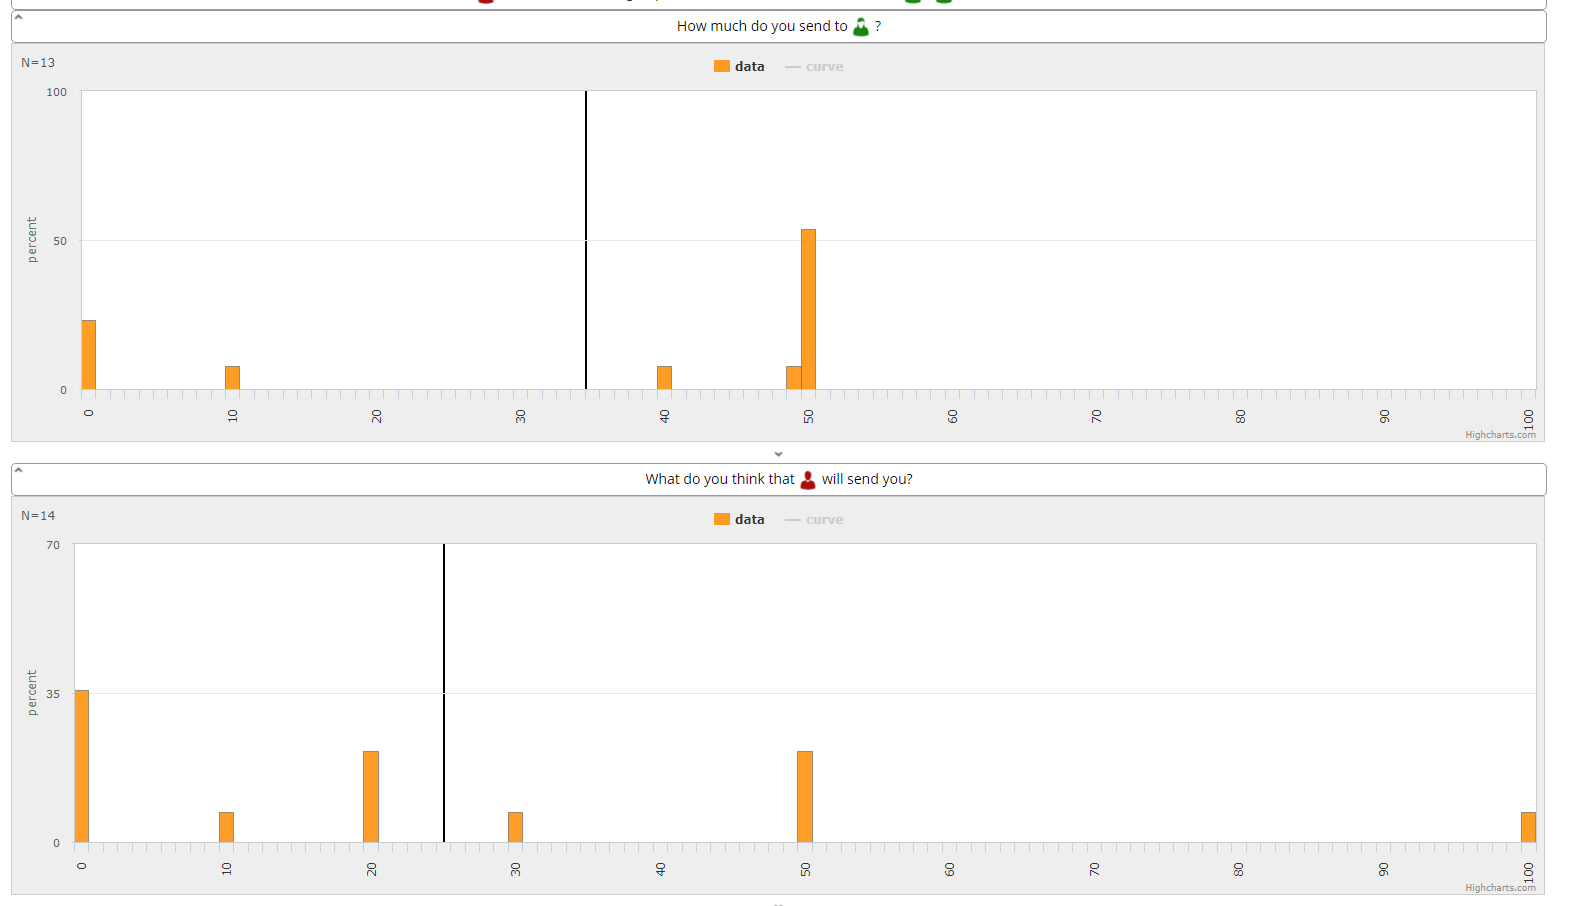 How much do you send to ?
N=13
data curve
100
50
0
percent
0 10 20 30 40 50 60 70 80 90 100
Highcharts.com
What do you think that will send you?
N=14
data curve
70
35
0
percent
0 10 20 30 40 50 60 70 80 90 100
Highcharts.com